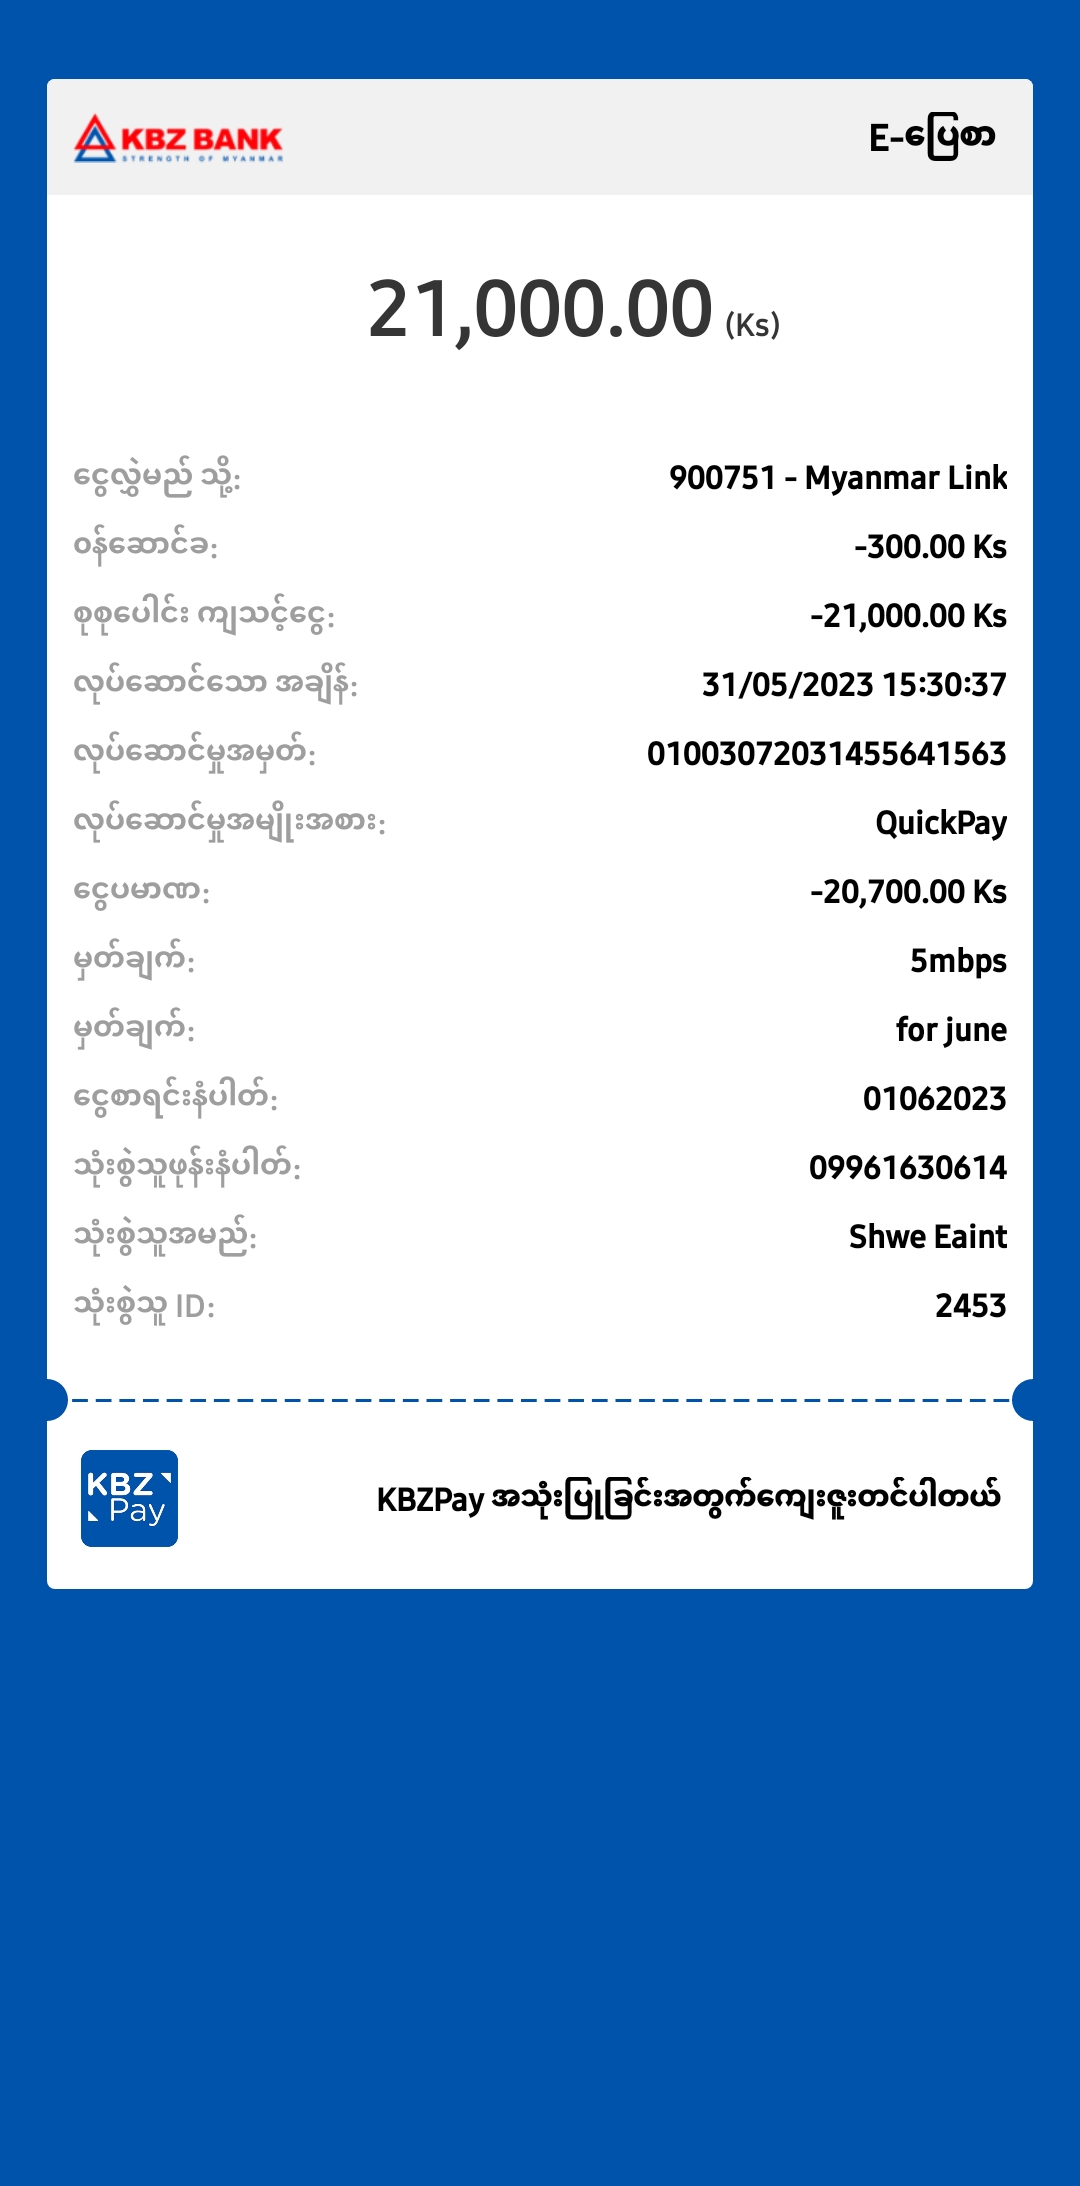 KBZ BANK
STRENGTH OF MYANMAR
E-ပြေစာ
21,000.00 (Ks)
ငွေလွှဲမည် သို့: 900751 - Myanmar Link
ဝန်ဆောင်ခ: -300.00 Ks
စုစုပေါင်း ကျသင့်ငွေ: -21,000.00 Ks
လုပ်ဆောင်သော အချိန်: 31/05/2023 15:30:37
လုပ်ဆောင်မှုအမှတ်: 01003072031455641563
လုပ်ဆောင်မှုအမျိုးအစား: QuickPay
ငွေပမာဏ: -20,700.00 Ks
မှတ်ချက်: 5mbps
မှတ်ချက်: for june
ငွေစာရင်းနံပါတ်: 01062023
သုံးစွဲသူဖုန်းနံပါတ်: 09961630614
သုံးစွဲသူအမည်: Shwe Eaint
သုံးစွဲသူ ID: 2453
KBZ
Pay
KBZPay အသုံးပြုခြင်းအတွက်ကျေးဇူးတင်ပါတယ်